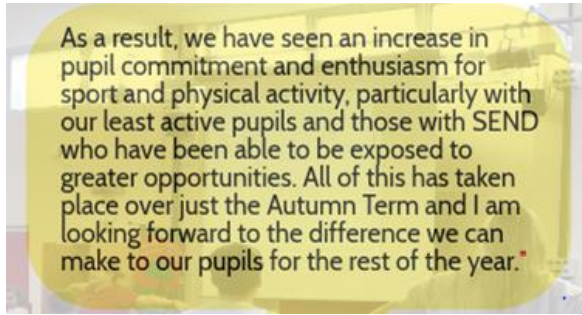 As a result, we have seen an increase in
pupil commitment and enthusiasm for
sport and physical activity, particularly with
our least active pupils and those with SEND
who have been able to be exposed to
greater opportunities. All of this has taken
place over just the Autumn Term and I am
looking forward to the difference we can
make to our pupils for the rest of the year."